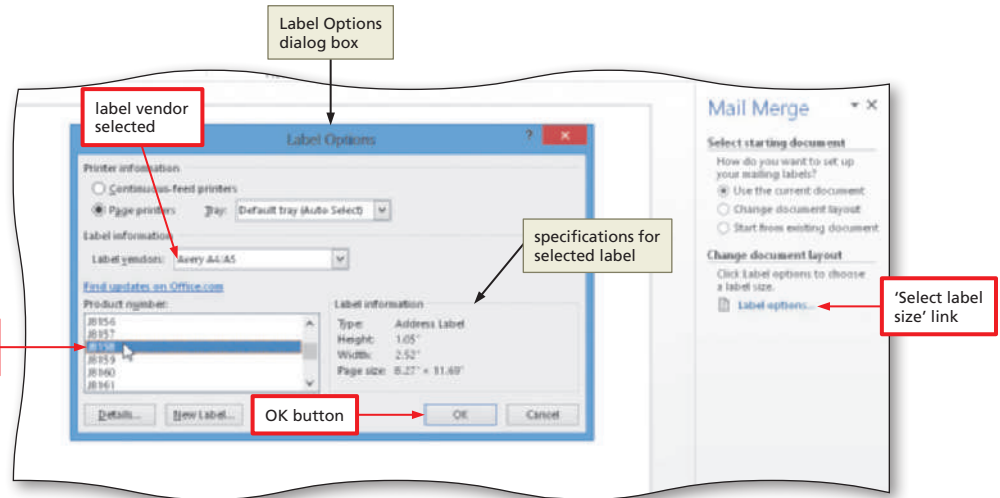 Label Options
dialog box
label vendor
selected
Label Options
?
Printer information
Continuous-feed printers
Page printers Tray: Default tray (Auto Select)
Label information
Label vendors: Avery A4/A5
Find updates on Office.com
Product number:
J8156
J8157
J8158
J8159
J8160
J8161
Label information
Type: Address Label
Height: 1.05"
Width: 2.52"
Page size: 8.27" × 11.69"
Details...
New Label...
OK button
OK
Cancel
specifications for
selected label
Mail Merge
Select starting document
How do you want to set up
your mailing labels?
Use the current document
Change document layout
Start from existing document
Change document layout
Click Label options to choose
a label size.
Label options...
'Select label
size' link